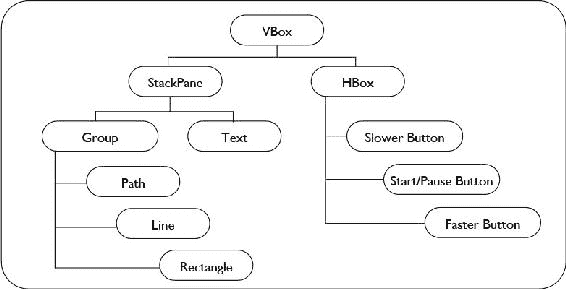 VBox
StackPane
HBox
Group
Text
Slower Button
Path
Start/Pause Button
Line
Faster Button
Rectangle